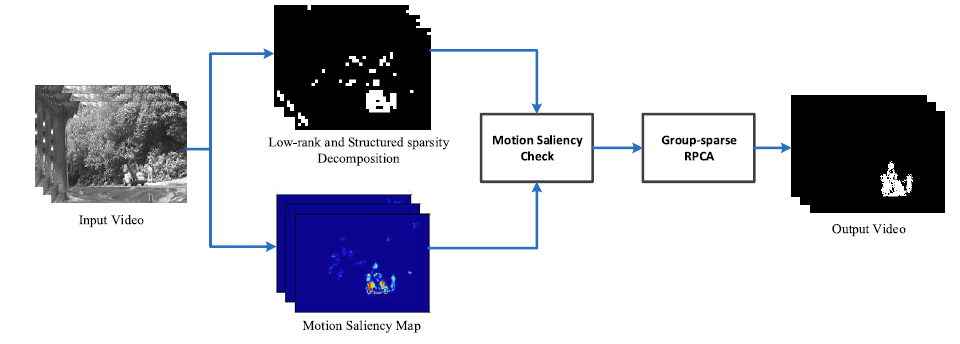 Input Video
Low-rank and Structured sparsity
Decomposition
Motion Saliency Map
Motion Saliency
Check
Group-sparse
RPCA
Output Video